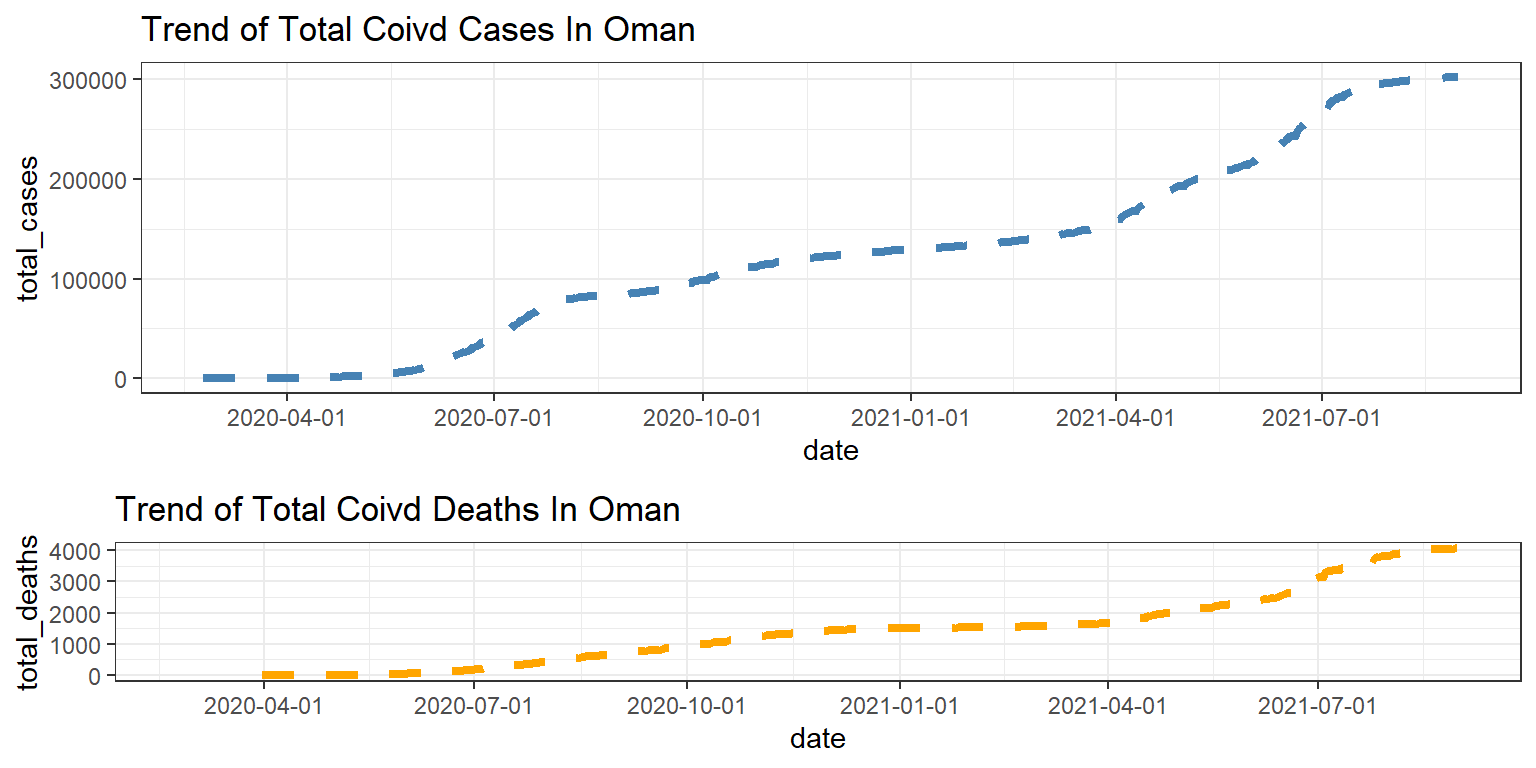 Trend of Total Coivd Cases In Oman
total_cases
300000
200000
100000
0
2020-04-01 2020-07-01 2020-10-01 2021-01-01 2021-04-01 2021-07-01
date
Trend of Total Coivd Deaths In Oman
total_deaths
4000
3000
2000
1000
0
2020-04-01 2020-07-01 2020-10-01 2021-01-01 2021-04-01 2021-07-01
date